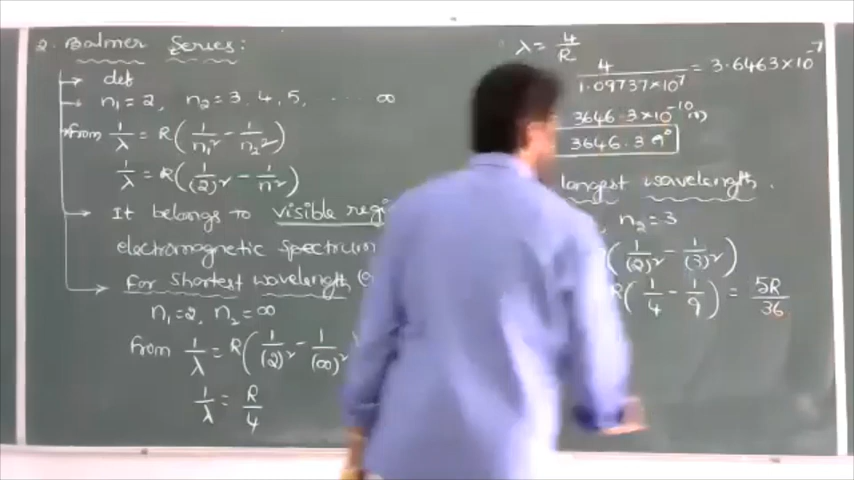 2. Balmer Series:
def
n₁=2, n₂=3, 4, 5, ...... ∞
from 1/λ = R(1/n₁² - 1/n₂²)
1/λ = R(1/(2)² - 1/n²)
It belongs to visible regi
electromagnetic spectrum
For Shortest wavelength
n₁=2, n₂=∞
from 1/λ = R(1/(2)² - 1/(∞)²
1/λ = R/4
λ = 4/R
4/1.09737×10⁷ = 3.6463×10⁻⁷
3646.3×10⁻¹⁰m
3646.3 A°
longest wavelength.
, n₂=3
(1/(2)² - 1/(3)²)
R(1/4 - 1/9) = 5R/36